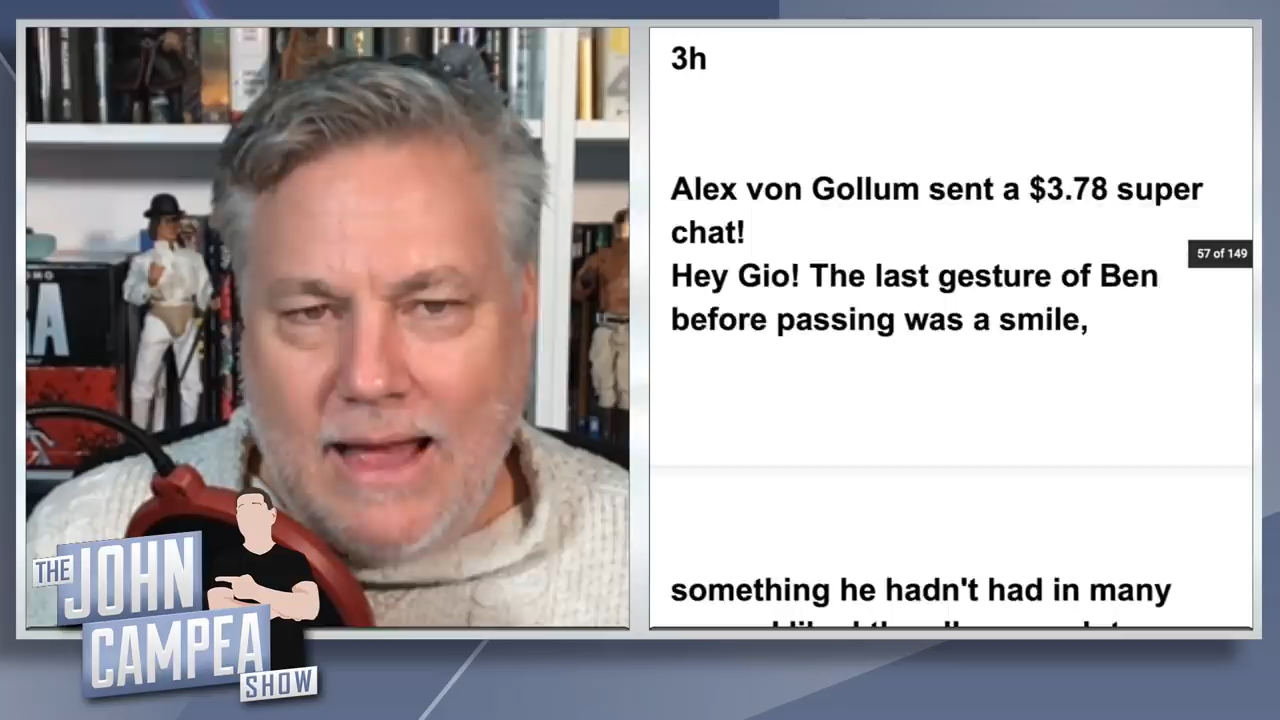 3h
Alex von Gollum sent a $3.78 super
chat!
Hey Gio! The last gesture of Ben
before passing was a smile,
57 of 149
something he hadn't had in many
THE
JOHN
CAMPEA
SHOW